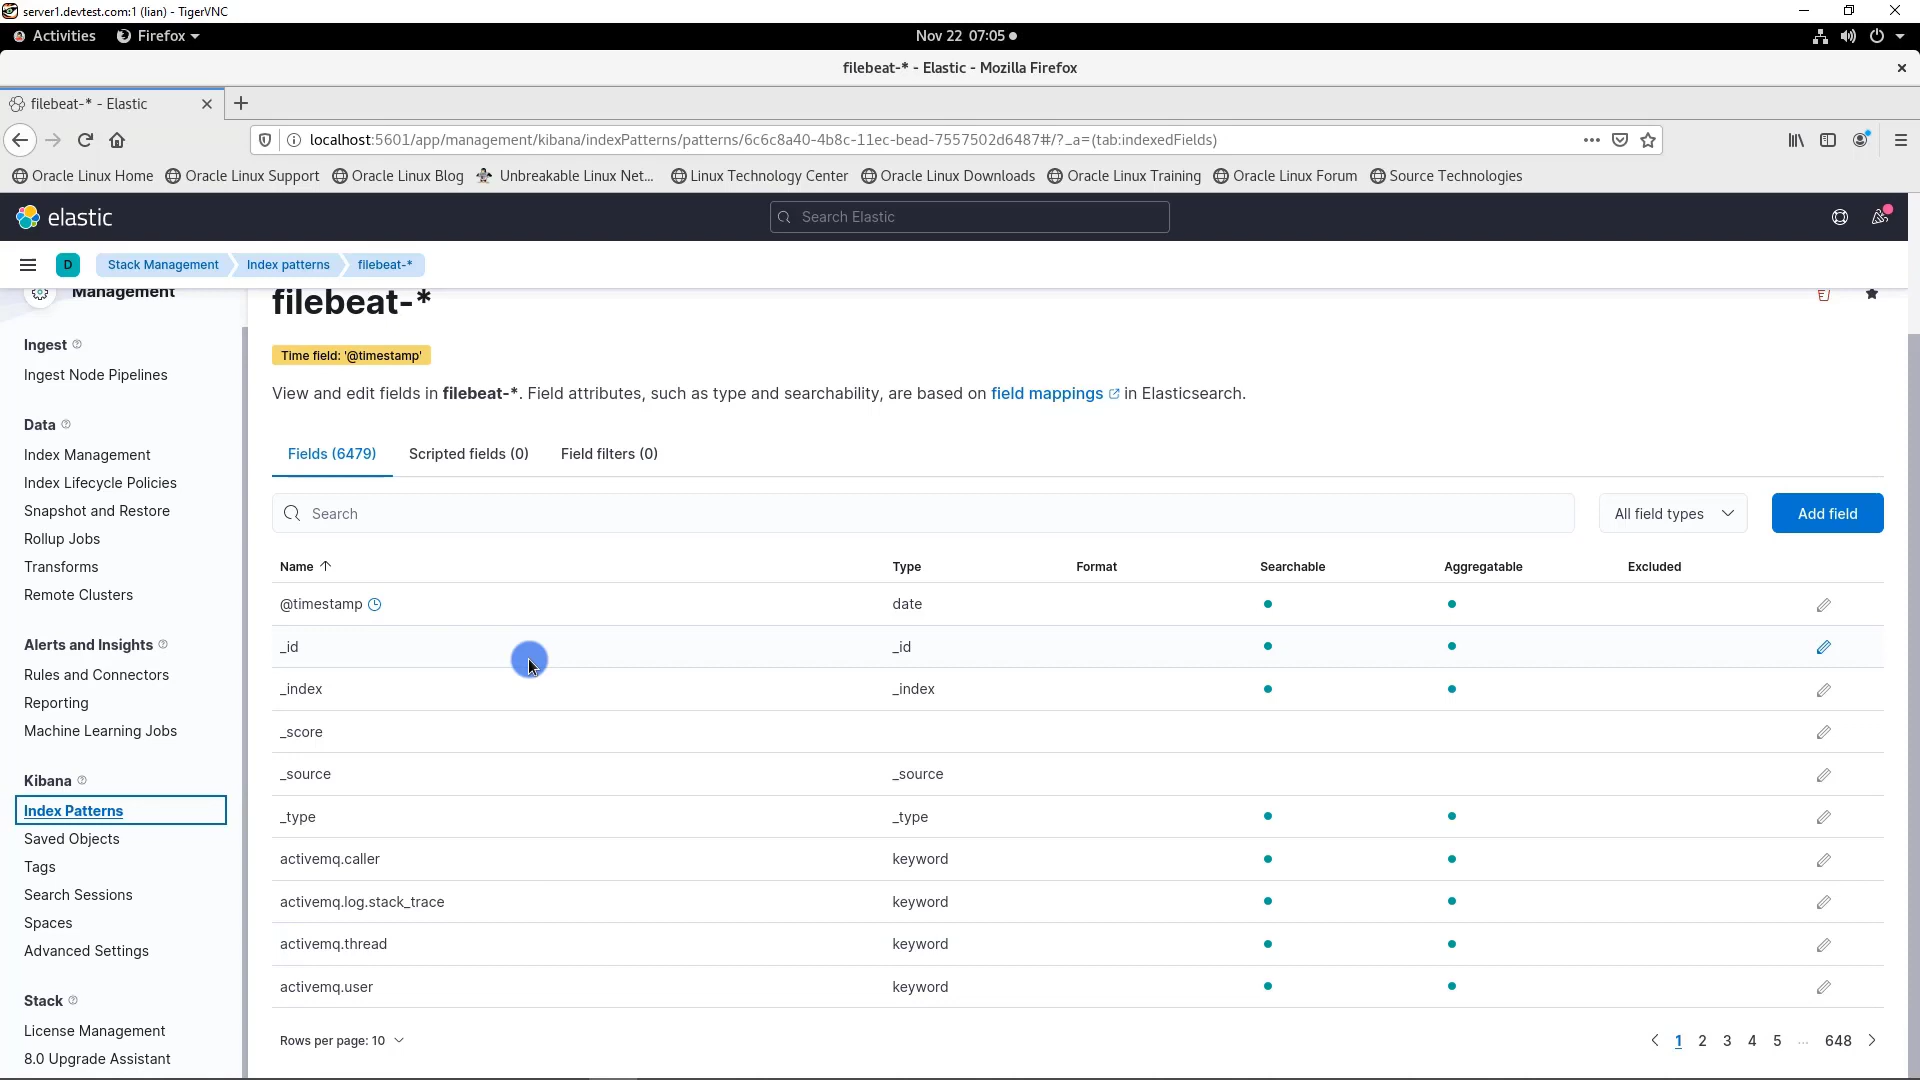 server1.devtest.com:1 (lian) - TigerVNC
Activities Firefox Nov 22 07:05
filebeat-* - Elastic - Mozilla Firefox
filebeat-* - Elastic
localhost:5601/app/management/kibana/indexPatterns/patterns/6c6c8a40-4b8c-11ec-bead-7557502d6487#/?_a=(tab:indexedFields)
Oracle Linux Home Oracle Linux Support Oracle Linux Blog Unbreakable Linux Net... Linux Technology Center Oracle Linux Downloads Oracle Linux Training Oracle Linux Forum Source Technologies
elastic Search Elastic
D Stack Management Index patterns filebeat-*
Management
Ingest
Ingest Node Pipelines
Data
Index Management
Index Lifecycle Policies
Snapshot and Restore
Rollup Jobs
Transforms
Remote Clusters
Alerts and Insights
Rules and Connectors
Reporting
Machine Learning Jobs
Kibana
Index Patterns
Saved Objects
Tags
Search Sessions
Spaces
Advanced Settings
Stack
License Management
8.0 Upgrade Assistant
filebeat-*
Time field: '@timestamp'
View and edit fields in filebeat-*. Field attributes, such as type and searchability, are based on field mappings in Elasticsearch.
Fields (6479) Scripted fields (0) Field filters (0)
Search All field types Add field
Name Type Format Searchable Aggregatable Excluded
@timestamp date
_id _id
_index _index
_score
_source _source
_type _type
activemq.caller keyword
activemq.log.stack_trace keyword
activemq.thread keyword
activemq.user keyword
Rows per page: 10 1 2 3 4 5 ... 648